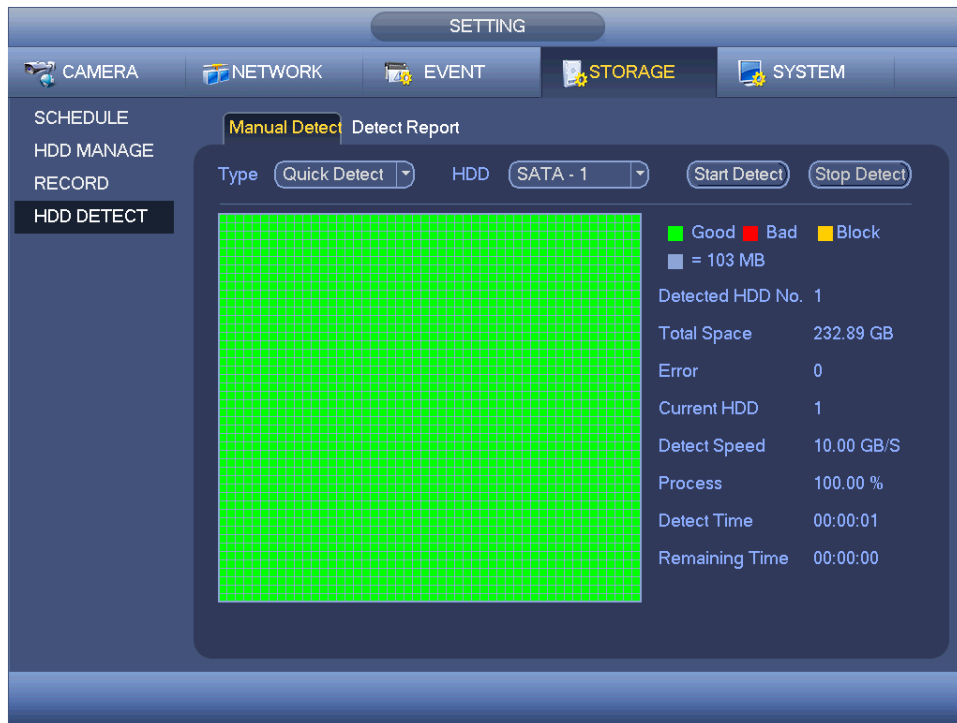 SETTING
CAMERA NETWORK EVENT STORAGE SYSTEM
SCHEDULE
HDD MANAGE
RECORD
HDD DETECT
Manual Detect Detect Report
Type Quick Detect HDD SATA - 1 Start Detect Stop Detect
Good Bad Block
= 103 MB
Detected HDD No. 1
Total Space 232.89 GB
Error 0
Current HDD 1
Detect Speed 10.00 GB/S
Process 100.00 %
Detect Time 00:00:01
Remaining Time 00:00:00